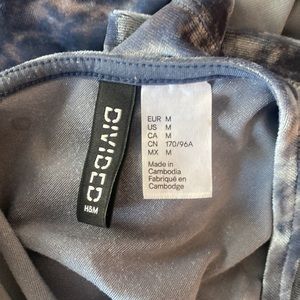 DIVIDED
H&M
EUR M
US M
CA M
CN 170/96A
MX M
Made in
Cambodia
Fabriqué en
Cambodge